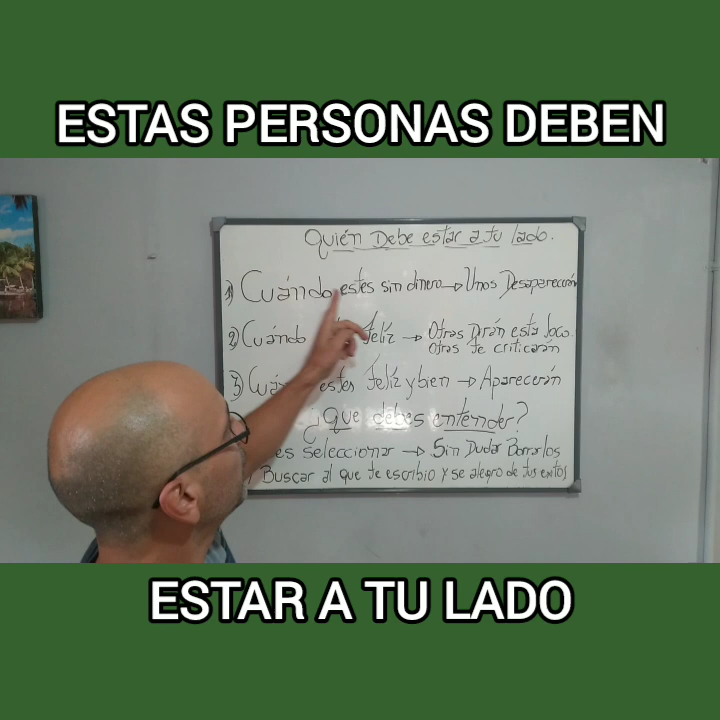 ESTAS PERSONAS DEBEN
Quién Debe estar a tu lado.
1) Cuándo estes sin dinero → Unos Desaparecerán
2) Cuándo feliz → Otros Dirán esta loco.
Otros te criticarán
3) estes feliz y bien → Aparecerán
¿Que debes entender?
seleccionar → Sin Dudar Borrarlos
Buscar al que te escribio y se alegro de tus exitos
ESTAR A TU LADO